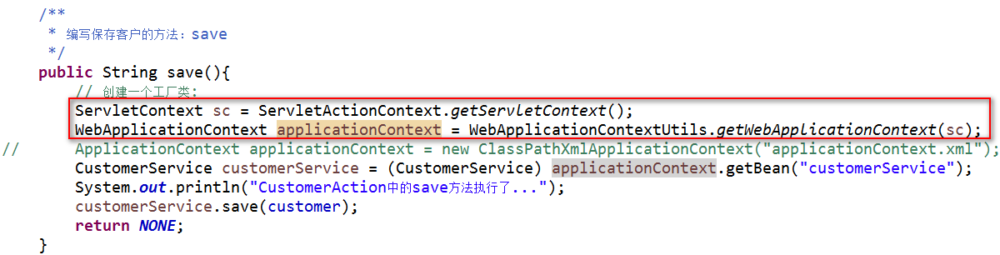 /**
 * 编写保存客户的方法：save
 */
public String save(){
// 创建一个工厂类:
ServletContext sc = ServletActionContext.getServletContext();
WebApplicationContext applicationContext = WebApplicationContextUtils.getWebApplicationContext(sc);
// ApplicationContext applicationContext = new ClassPathXmlApplicationContext("applicationContext.xml");
CustomerService customerService = (CustomerService) applicationContext.getBean("customerService");
System.out.println("CustomerAction中的save方法执行了...");
customerService.save(customer);
return NONE;
}